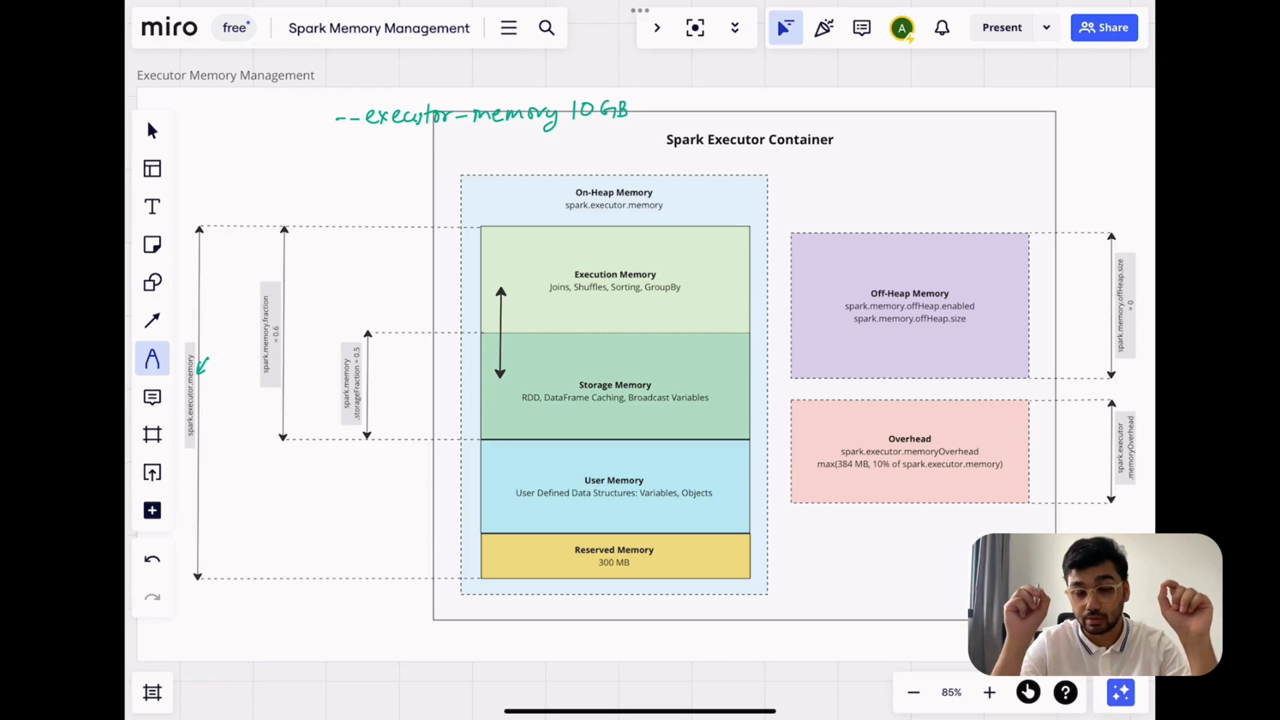 miro
free
Spark Memory Management
A
Present
Share
Executor Memory Management
--executor-memory 10GB
Spark Executor Container
On-Heap Memory
spark.executor.memory
Execution Memory
Joins, Shuffles, Sorting, GroupBy
Storage Memory
RDD, DataFrame Caching, Broadcast Variables
User Memory
User Defined Data Structures: Variables, Objects
Reserved Memory
300 MB
Off-Heap Memory
spark.memory.offHeap.enabled
spark.memory.offHeap.size
Overhead
spark.executor.memoryOverhead
max(384 MB, 10% of spark.executor.memory)
spark.executor.memory
spark.memory.fraction
= 0.6
spark.memory
.storageFraction = 0.5
spark.memory.offHeap.size
= 0
spark.executor
.memoryOverhead
85%
?